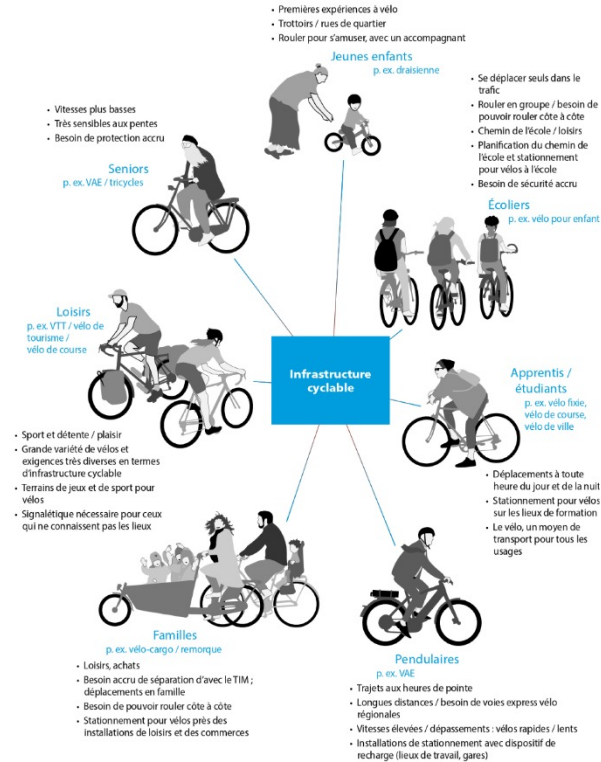 • Premières expériences à vélo
• Trottoirs / rues de quartier
• Rouler pour s'amuser, avec un accompagnant
Jeunes enfants
p. ex. draisienne
• Se déplacer seuls dans le
trafic
• Rouler en groupe / besoin de
pouvoir rouler côte à
côte
• Chemin de l'école / loisirs
• Planification du chemin de
l'école et stationnement
pour vélos à l'école
• Besoin de sécurité accru
Écoliers
p. ex. vélo pour enfant
• Vitesses plus basses
• Très sensibles aux pentes
• Besoin de protection accru
Seniors
p. ex. VAE / tricycles
Loisirs
p. ex. VTT / vélo de
tourisme /
vélo de course
Infrastructure
cyclable
Apprentis /
étudiants
p. ex. vélo fixie,
vélo de course,
vélo de ville
• Sport et détente / plaisir
• Grande variété de vélos et
exigences très diverses en termes
d'infrastructure cyclable
• Terrains de jeux et de sport pour
vélos
• Signalétique nécessaire pour ceux
qui ne connaissent pas les lieux
• Déplacements à toute
heure du jour et de la nuit
• Stationnement pour vélos
sur les lieux de formation
• Le vélo, un moyen de
transport pour tous les
usages
Familles
p. ex. vélo-cargo / remorque
• Loisirs, achats
• Besoin accru de séparation d'avec le TIM ;
déplacements en famille
• Besoin de pouvoir rouler côte à côte
• Stationnement pour vélos près des
installations de loisirs et des commerces
Pendulaires
p. ex. VAE
• Trajets aux heures de pointe
• Longues distances / besoin de voies express vélo
régionales
• Vitesses élevées / dépassements : vélos rapides / lents
• Installations de stationnement avec dispositif de
recharge (lieux de travail, gares)